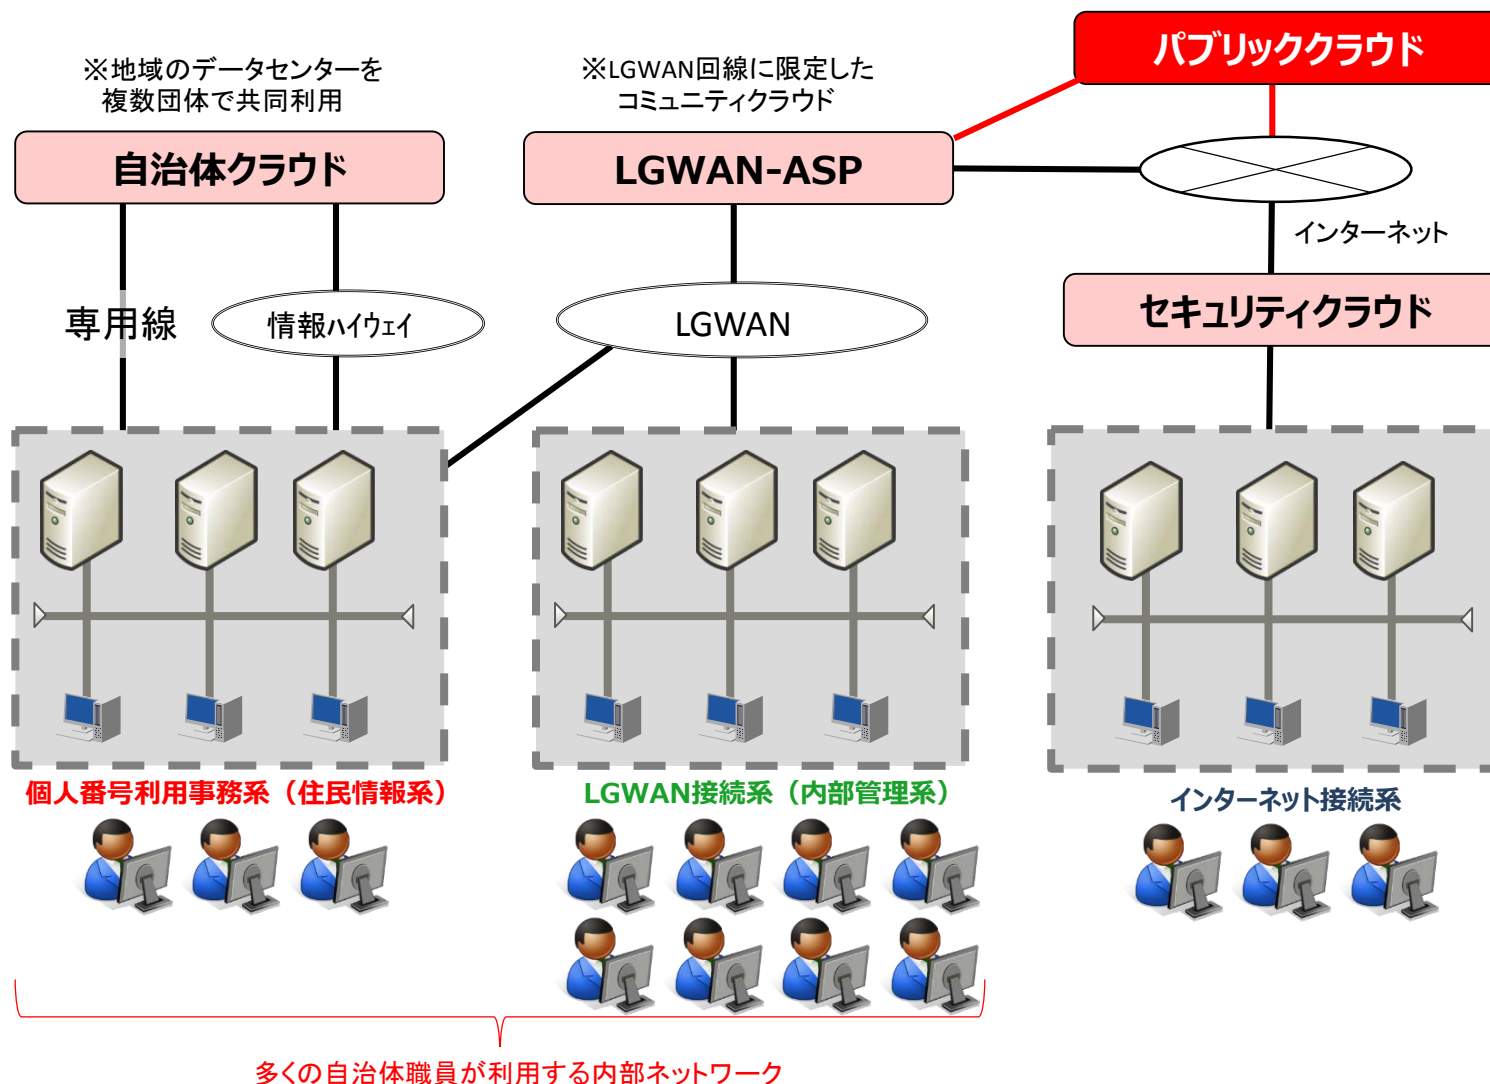 パブリッククラウド
※地域のデータセンターを
複数団体で共同利用
※LGWAN回線に限定した
コミュニティクラウド
自治体クラウド
LGWAN-ASP
インターネット
専用線
情報ハイウェイ
LGWAN
セキュリティクラウド
個人番号利用事務系（住民情報系）
LGWAN接続系（内部管理系）
インターネット接続系
多くの自治体職員が利用する内部ネットワーク